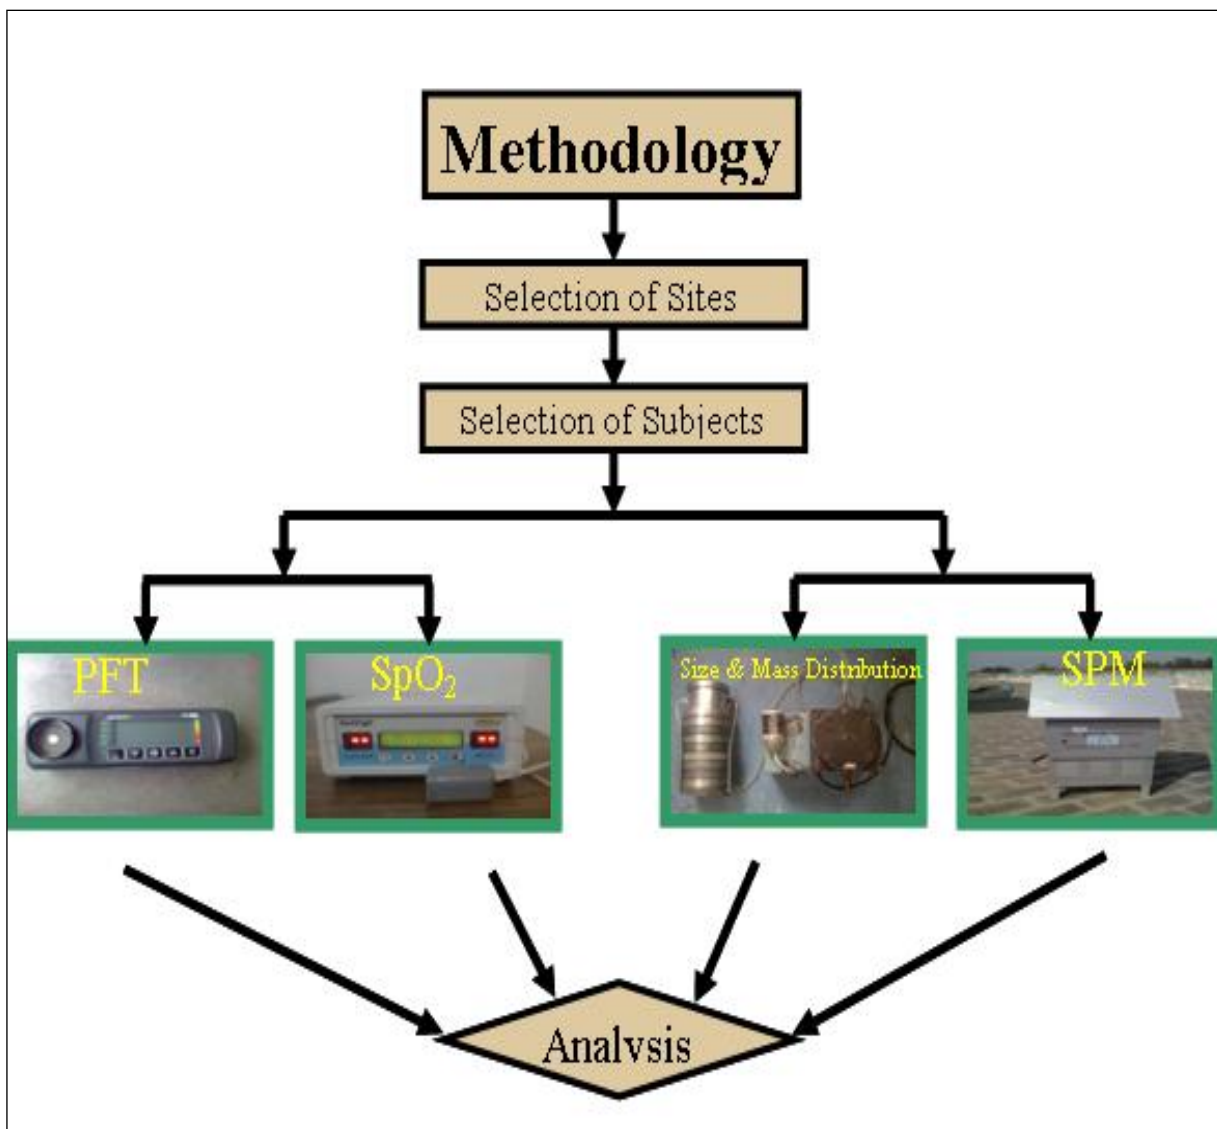 Methodology
Selection of Sites
Selection of Subjects
PFT
SpO₂
Size & Mass Distribution
SPM
Analysis